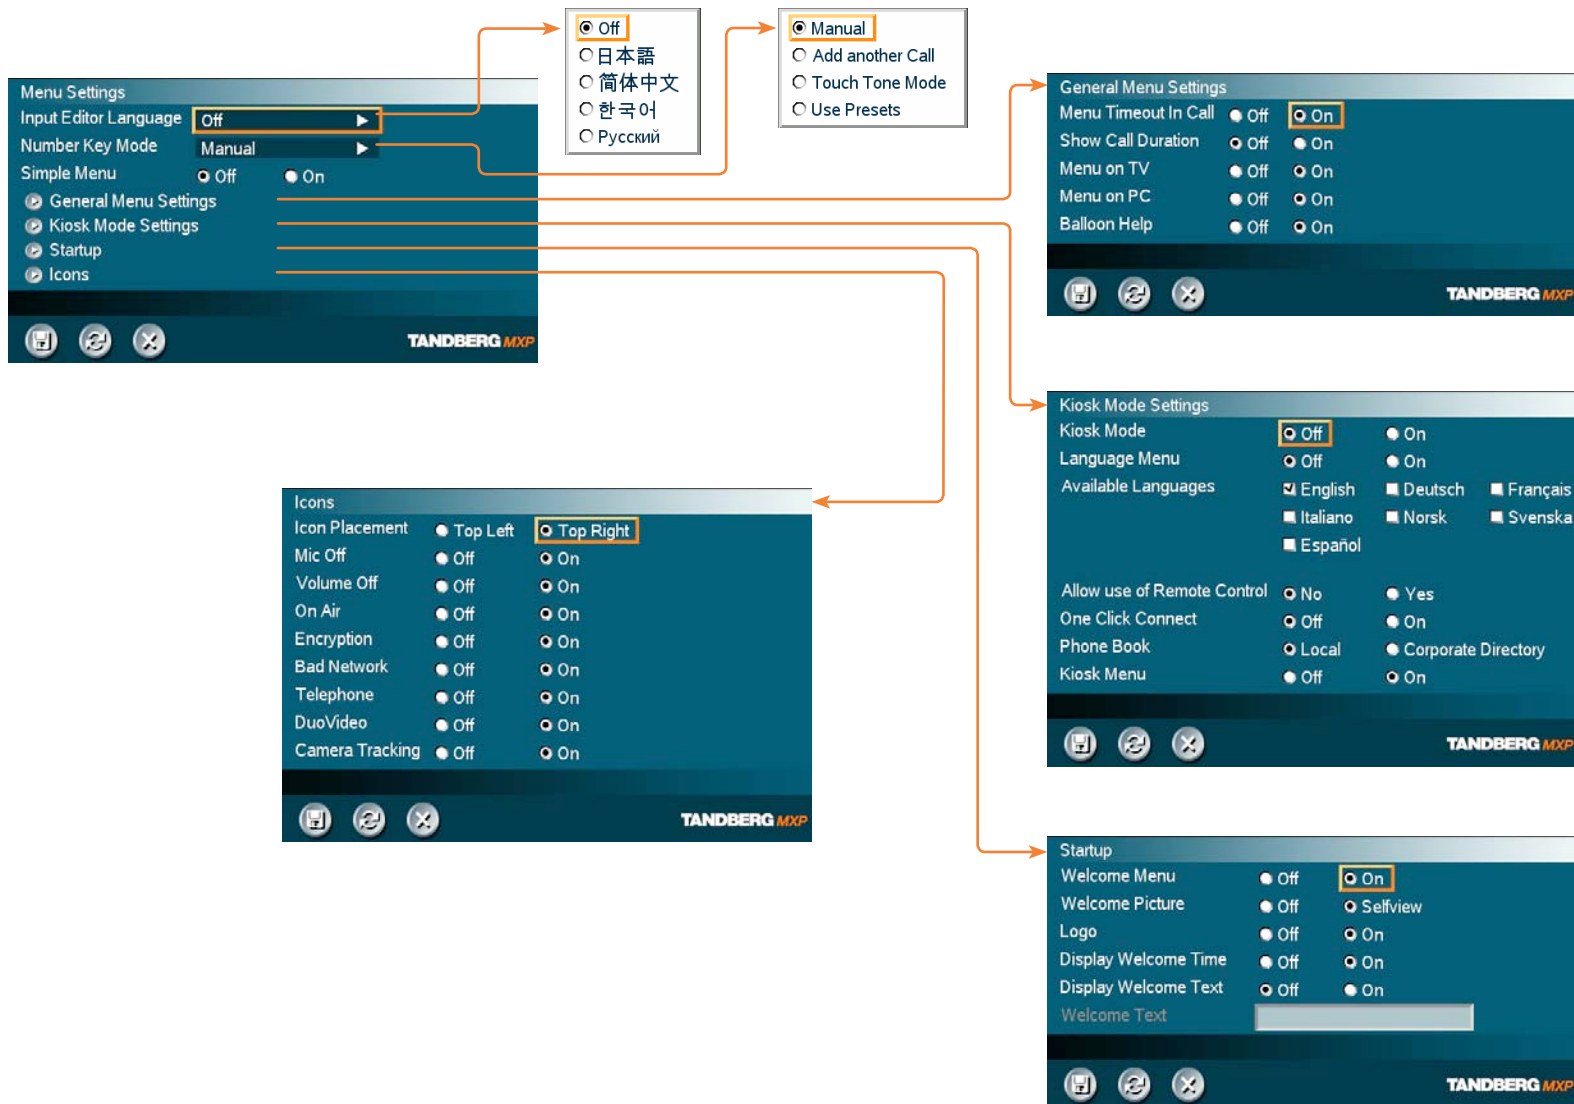 Menu Settings
Input Editor Language Off
Number Key Mode Manual
Simple Menu Off On
General Menu Settings
Kiosk Mode Settings
Startup
Icons
TANDBERG MXP
Off
日本語
简体中文
한국어
Русский
Manual
Add another Call
Touch Tone Mode
Use Presets
General Menu Settings
Menu Timeout In Call Off On
Show Call Duration Off On
Menu on TV Off On
Menu on PC Off On
Balloon Help Off On
TANDBERG MXP
Kiosk Mode Settings
Kiosk Mode Off On
Language Menu Off On
Available Languages English Deutsch Français
Italiano Norsk Svenska
Español
Allow use of Remote Control No Yes
One Click Connect Off On
Phone Book Local Corporate Directory
Kiosk Menu Off On
TANDBERG MXP
Icons
Icon Placement Top Left Top Right
Mic Off Off On
Volume Off Off On
On Air Off On
Encryption Off On
Bad Network Off On
Telephone Off On
DuoVideo Off On
Camera Tracking Off On
TANDBERG MXP
Startup
Welcome Menu Off On
Welcome Picture Off Selfview
Logo Off On
Display Welcome Time Off On
Display Welcome Text Off On
Welcome Text
TANDBERG MXP